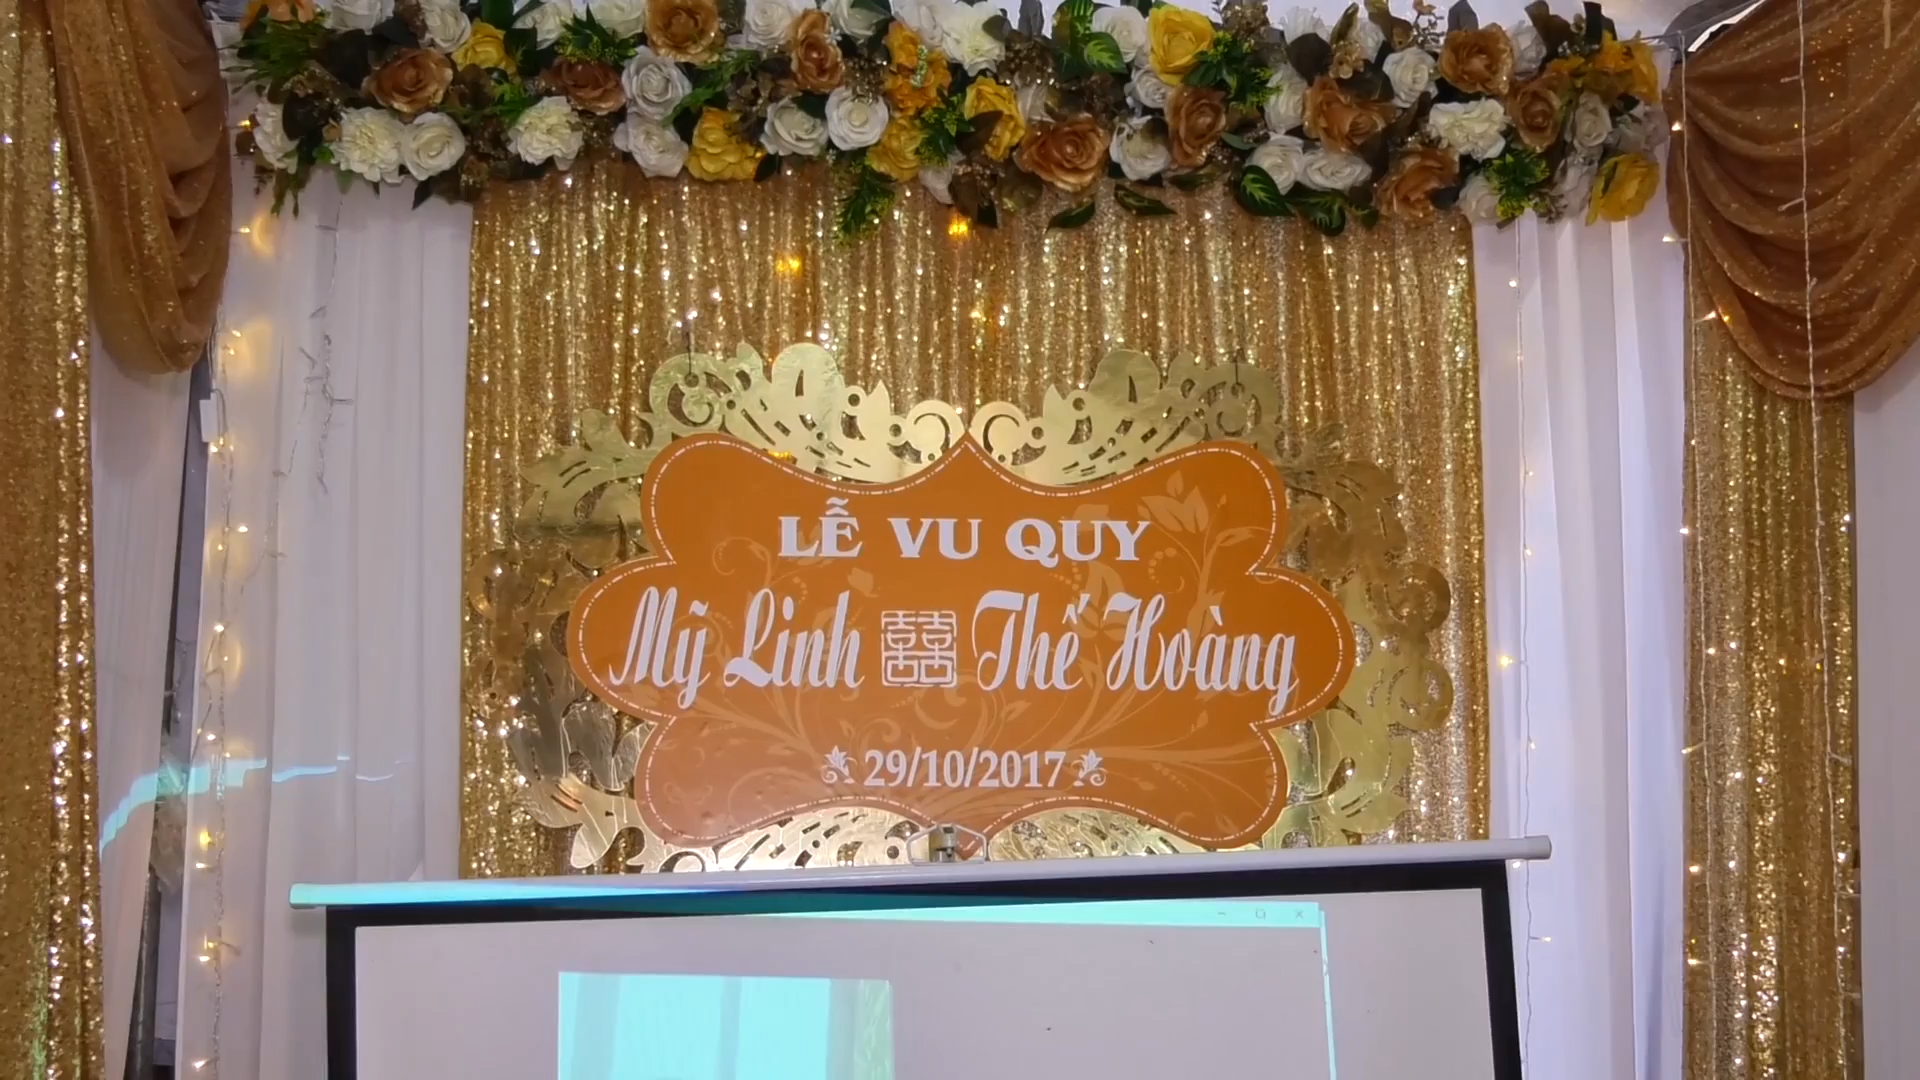 LỄ VU QUY
Mỹ Linh 囍 Thế Hoàng
29/10/2017